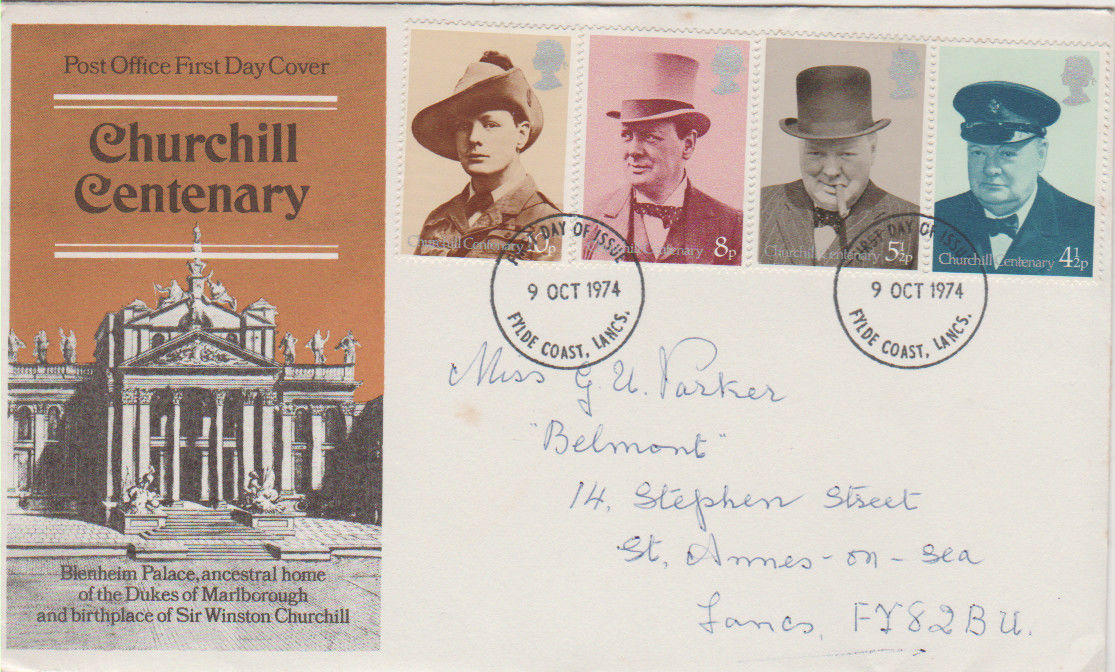 Post Office First Day Cover
Churchill
Centenary
Blenheim Palace, ancestral home
of the Dukes of Marlborough
and birthplace of Sir Winston Churchill
Churchill Centenary 10p
Churchill Centenary 8p
Churchill Centenary 5½p
Churchill Centenary 4½p
FIRST DAY OF ISSUE
9 OCT 1974
FYLDE COAST, LANCS.
FIRST DAY OF ISSUE
9 OCT 1974
FYLDE COAST, LANCS.
Miss G U. Parker
"Belmont"
14, Stephen Street
St, Annes-on-Sea
Lancs, FY82BU.